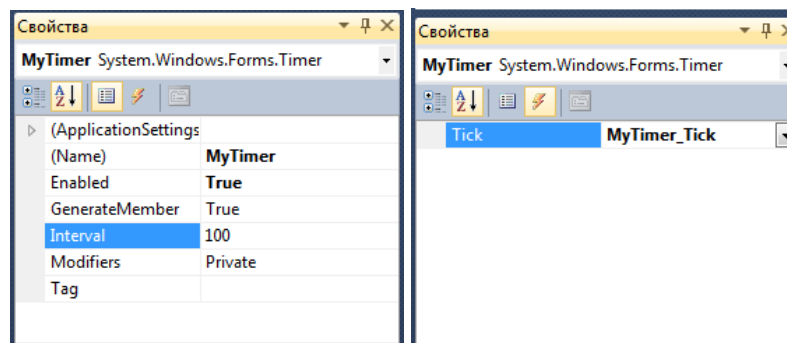 Свойства
MyTimer System.Windows.Forms.Timer
(ApplicationSettings
(Name) MyTimer
Enabled True
GenerateMember True
Interval 100
Modifiers Private
Tag
Свойства
MyTimer System.Windows.Forms.Timer
Tick MyTimer_Tick